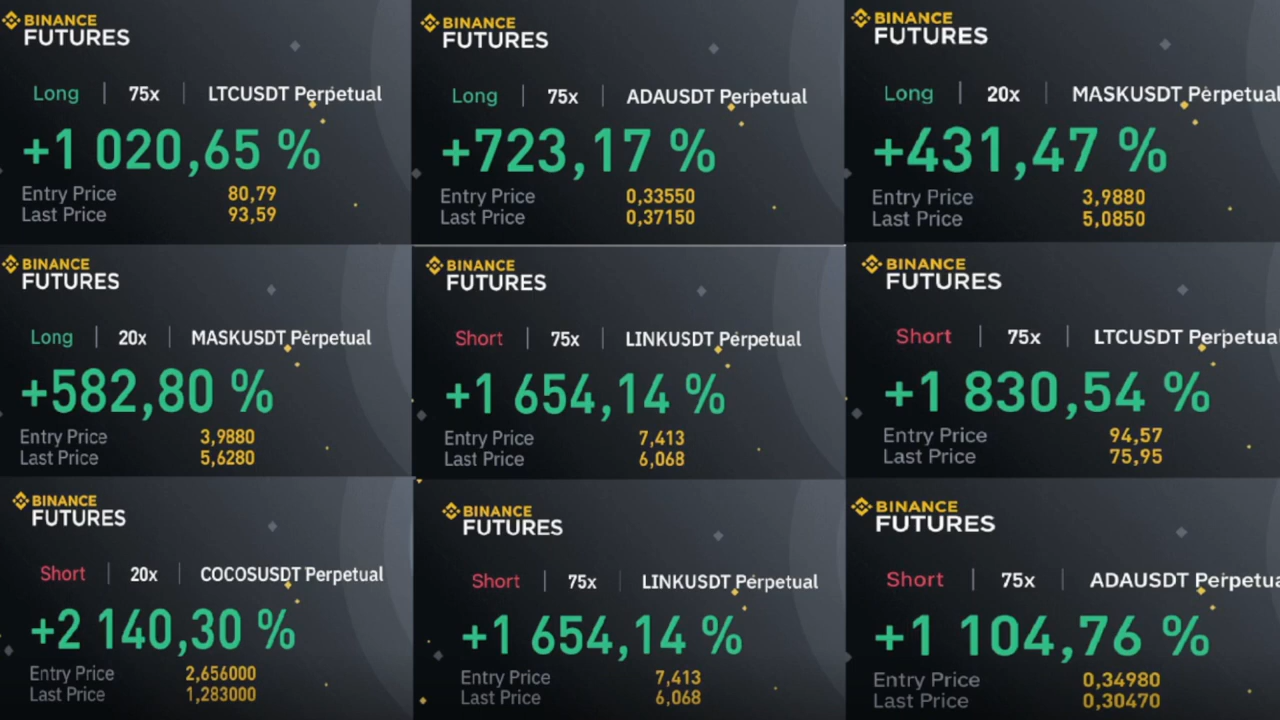 BINANCE
FUTURES
Long | 75x | LTCUSDT Perpetual
+1 020,65 %
Entry Price 80,79
Last Price 93,59
BINANCE
FUTURES
Long | 75x | ADAUSDT Perpetual
+723,17 %
Entry Price 0,33550
Last Price 0,37150
BINANCE
FUTURES
Long | 20x | MASKUSDT Perpetual
+431,47 %
Entry Price 3,9880
Last Price 5,0850
BINANCE
FUTURES
Long | 20x | MASKUSDT Perpetual
+582,80 %
Entry Price 3,9880
Last Price 5,6280
BINANCE
FUTURES
Short | 75x | LINKUSDT Perpetual
+1 654,14 %
Entry Price 7,413
Last Price 6,068
BINANCE
FUTURES
Short | 75x | LTCUSDT Perpetua
+1 830,54 %
Entry Price 94,57
Last Price 75,95
BINANCE
FUTURES
Short | 20x | COCOSUSDT Perpetual
+2 140,30 %
Entry Price 2,656000
Last Price 1,283000
BINANCE
FUTURES
Short | 75x | LINKUSDT Perpetual
+1 654,14 %
Entry Price 7,413
Last Price 6,068
BINANCE
FUTURES
Short | 75x | ADAUSDT Perpetua
+1 104,76 %
Entry Price 0,34980
Last Price 0,30470